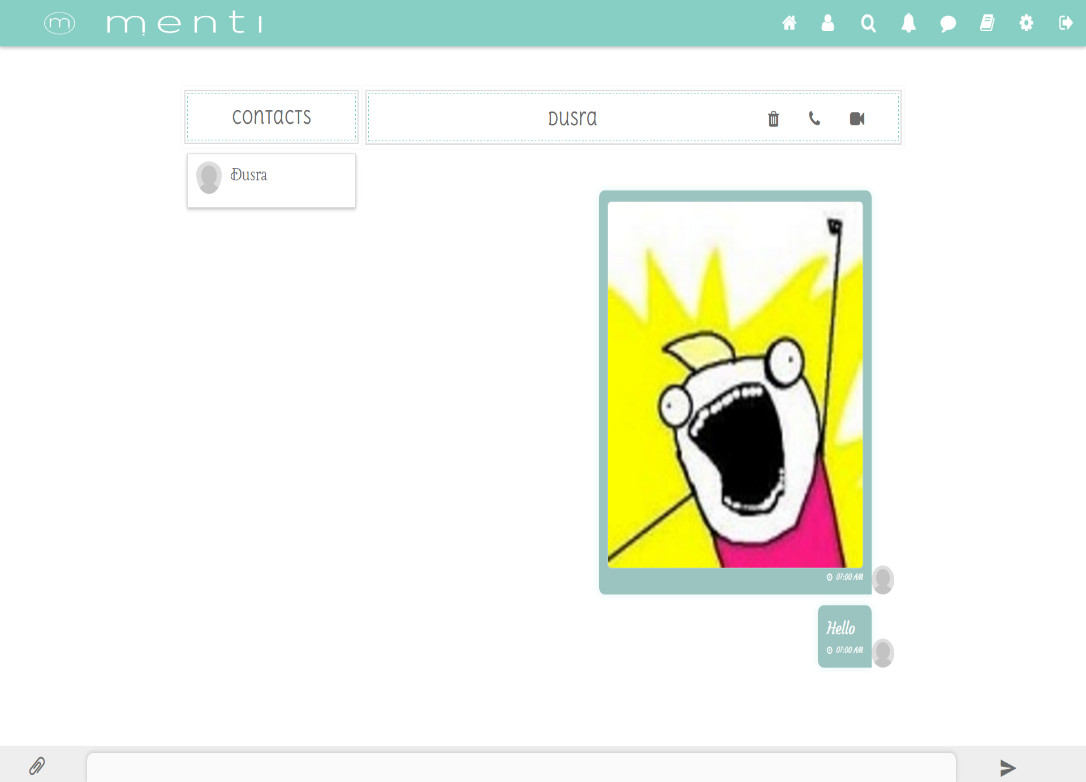 m menti
CONTACTS
DUSRA
Dusra
07:00 AM
Hello
07:00 AM